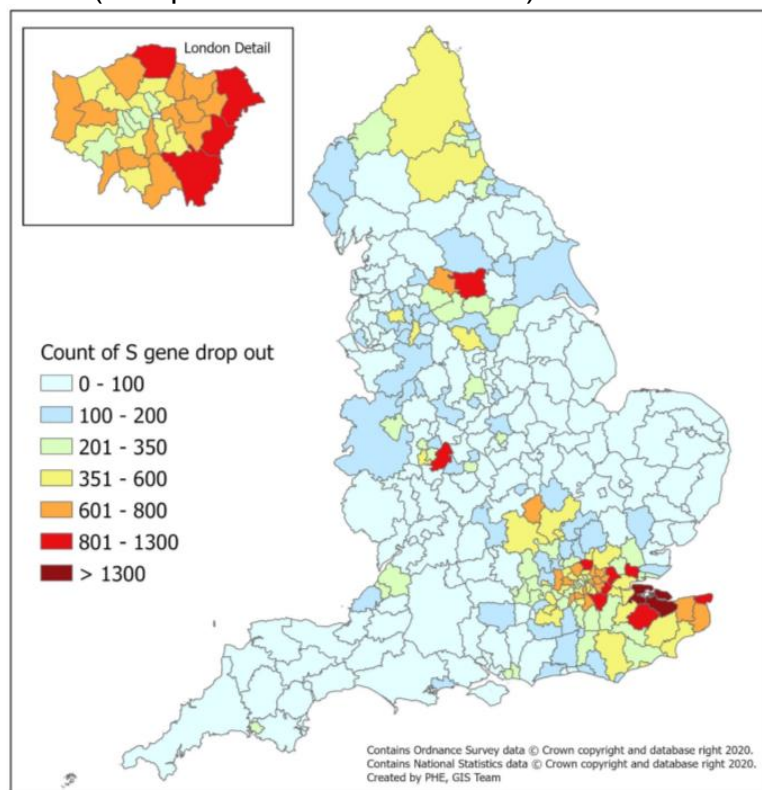 London Detail
Count of S gene drop out
0 - 100
100 - 200
201 - 350
351 - 600
601 - 800
801 - 1300
> 1300
Contains Ordnance Survey data © Crown copyright and database right 2020.
Contains National Statistics data © Crown copyright and database right 2020.
Created by PHE, GIS Team